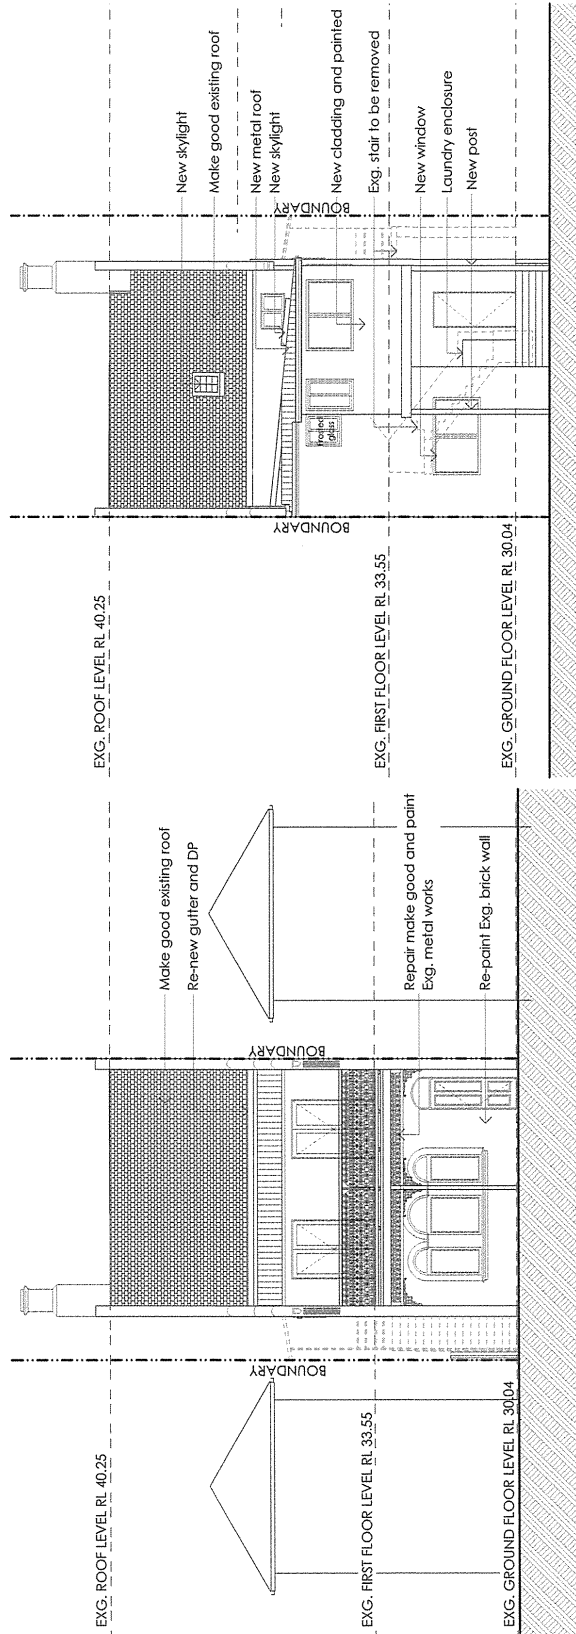 EXG. ROOF LEVEL RL 40.25
EXG. FIRST FLOOR LEVEL RL 33.55
EXG. GROUND FLOOR LEVEL RL 30.04
BOUNDARY
BOUNDARY
Make good existing roof
Re-new gutter and DP
Repair make good and paint
Exg. metal works
Re-paint Exg. brick wall
EXG. ROOF LEVEL RL 40.25
EXG. FIRST FLOOR LEVEL RL 33.55
EXG. GROUND FLOOR LEVEL RL 30.04
BOUNDARY
frosted
glass
BOUNDARY
New skylight
Make good existing roof
New metal roof
New skylight
New cladding and painted
Exg. stair to be removed
New window
Laundry enclosure
New post